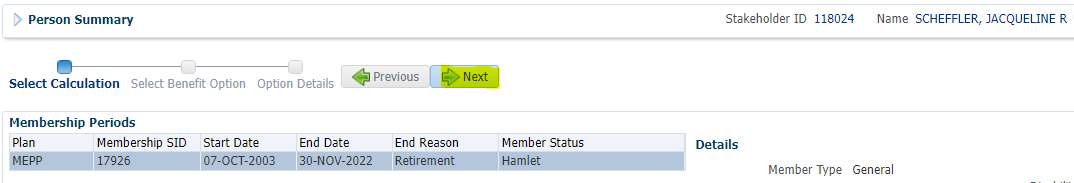 Person Summary Stakeholder ID 118024 Name SCHEFFLER, JACQUELINE R
Select Calculation Select Benefit Option Option Details Previous Next
Membership Periods
Plan Membership SID Start Date End Date End Reason Member Status
MEPP 17926 07-OCT-2003 30-NOV-2022 Retirement Hamlet
Details
Member Type General